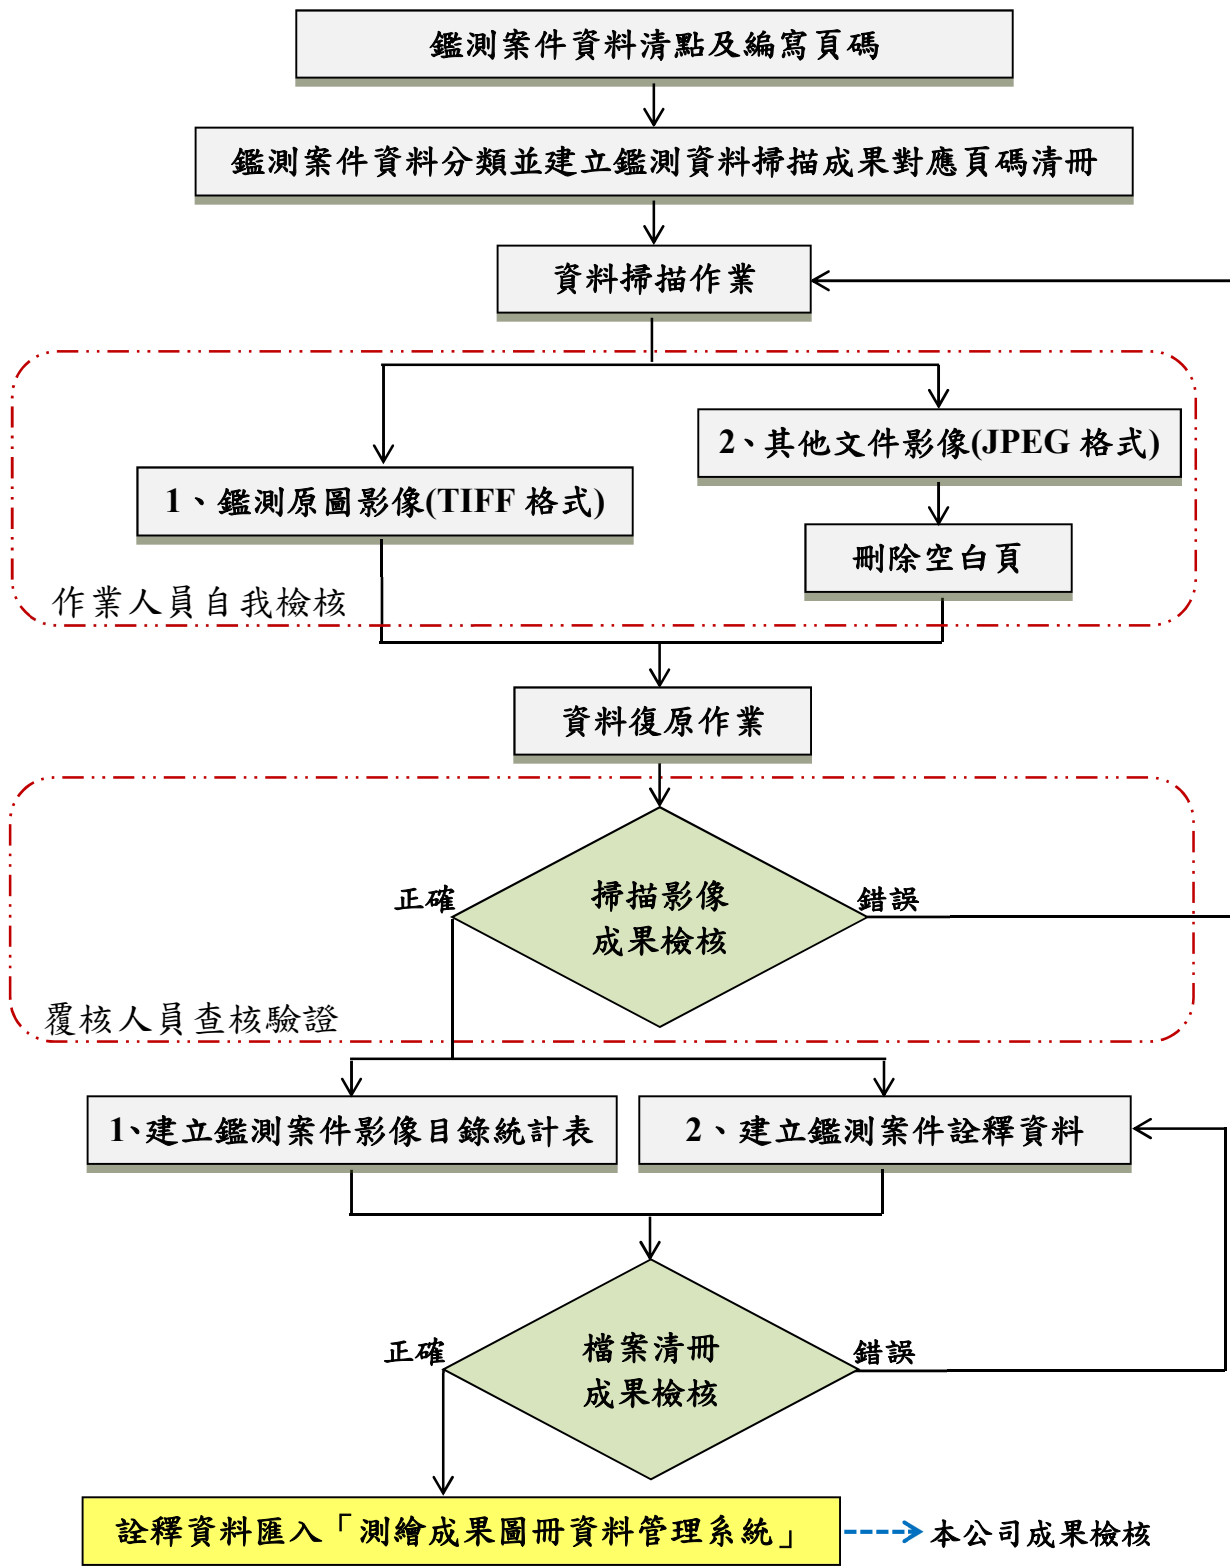 鑑測案件資料清點及編寫頁碼
鑑測案件資料分類並建立鑑測資料掃描成果對應頁碼清冊
資料掃描作業
2、其他文件影像(JPEG 格式)
1、鑑測原圖影像(TIFF 格式)
刪除空白頁
作業人員自我檢核
資料復原作業
正確
掃描影像
成果檢核
錯誤
覆核人員查核驗證
1、建立鑑測案件影像目錄統計表
2、建立鑑測案件詮釋資料
正確
檔案清冊
成果檢核
錯誤
詮釋資料匯入「測繪成果圖冊資料管理系統」
本公司成果檢核